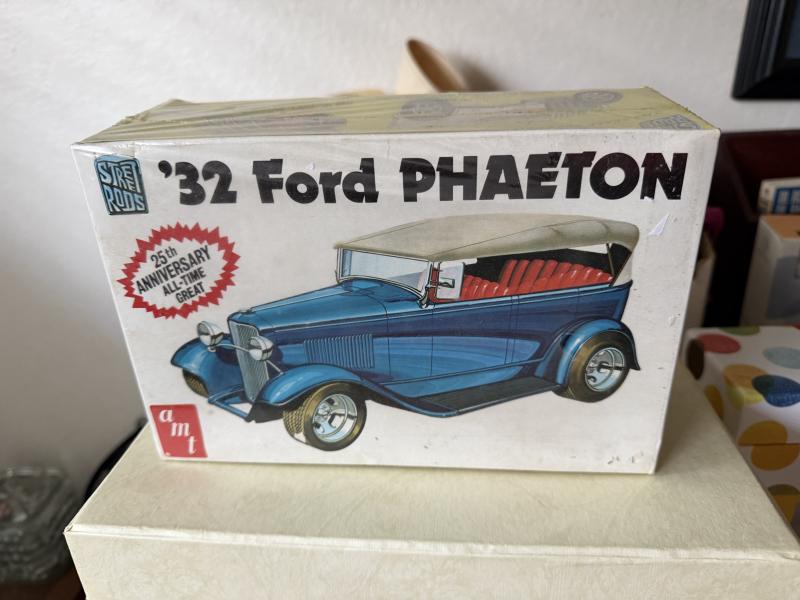 STREET RODS
'32 Ford PHAETON
25th
ANNIVERSARY
ALL-TIME
GREAT
amt